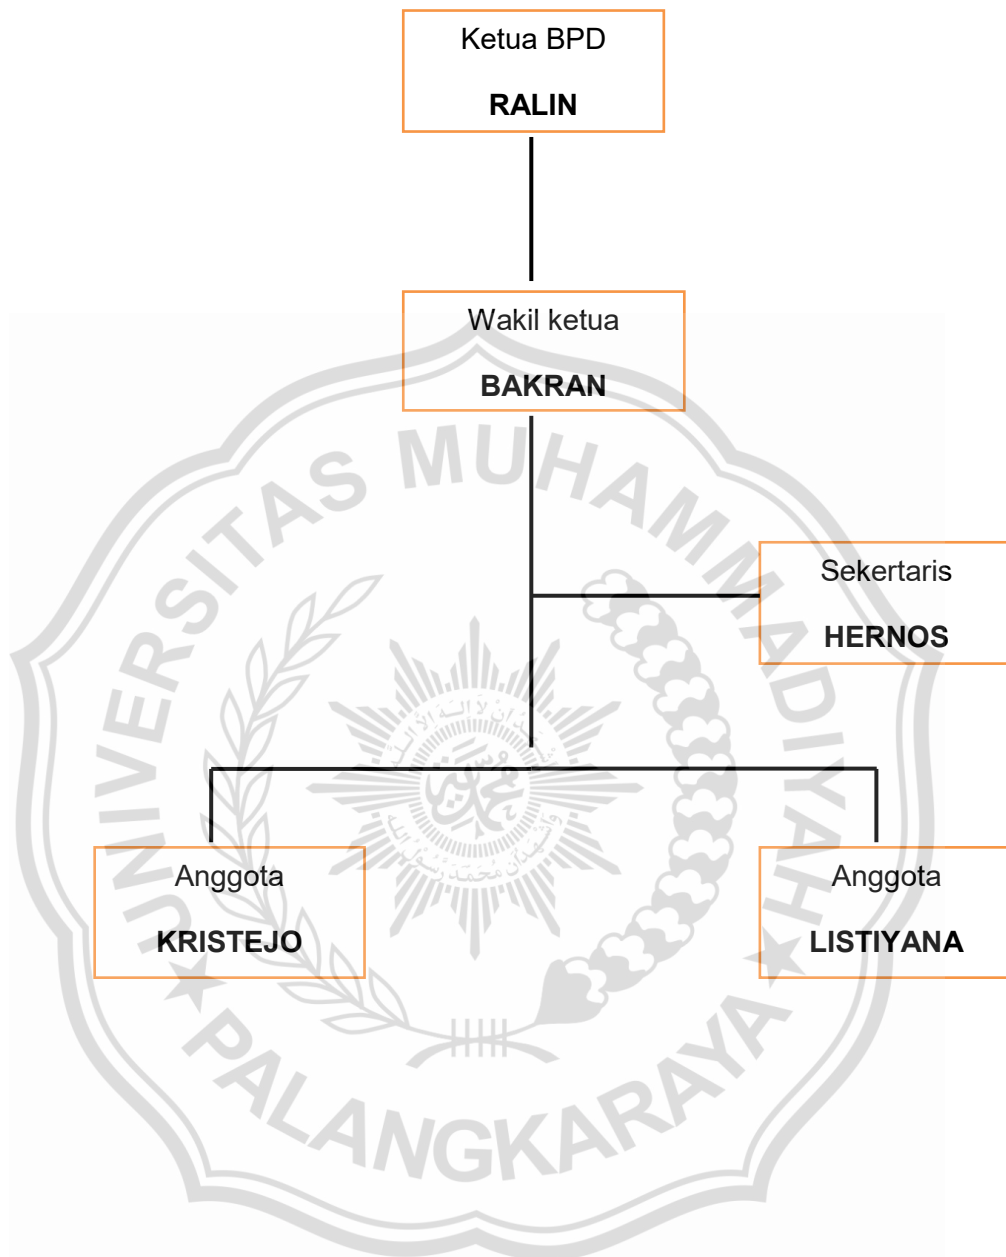 Ketua BPD
RALIN
Wakil ketua
BAKRAN
Sekertaris
HERNOS
Anggota
KRISTEJO
Anggota
LISTIYANA
UNIVERSITAS MUHAMMADIYAH
PALANGKARAYA